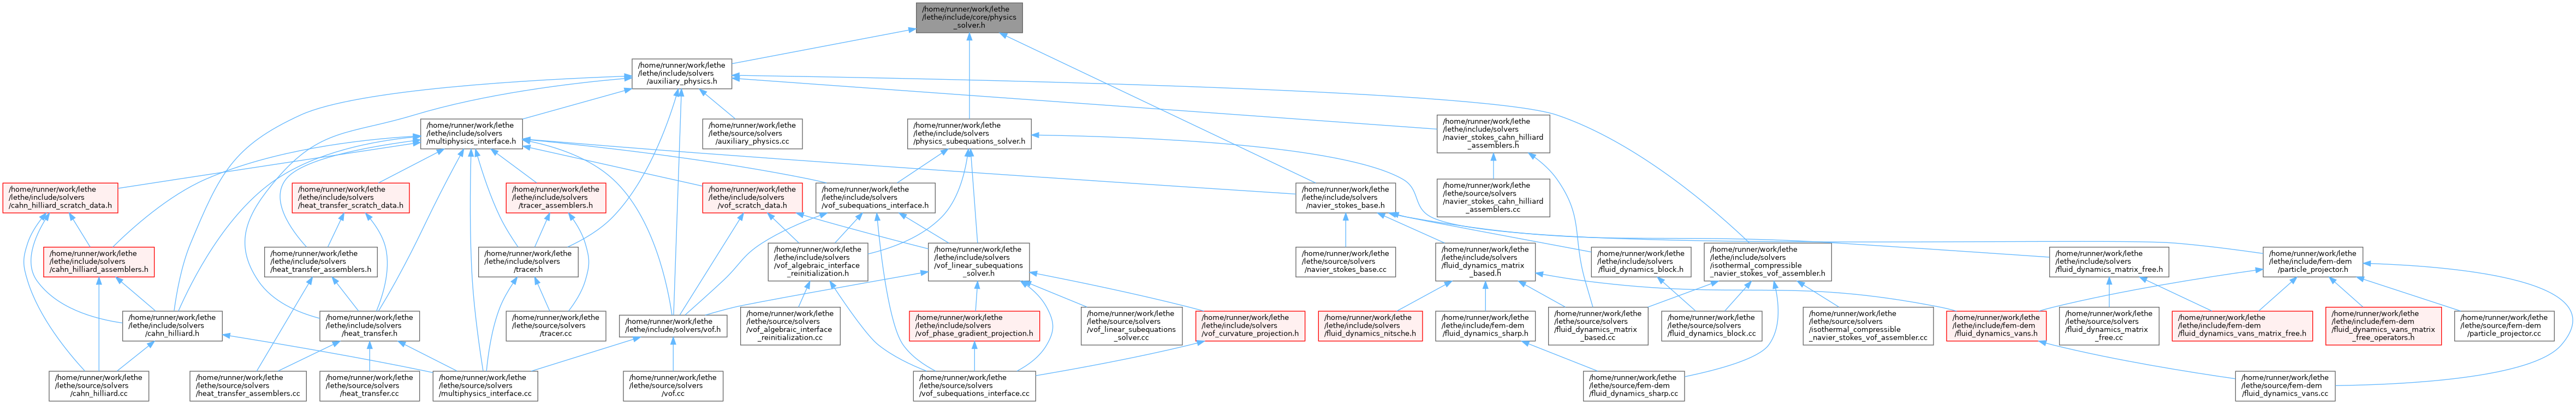 /home/runner/work/lethe
/lethe/include/core/physics
_solver.h
/home/runner/work/lethe
/lethe/include/solvers
/auxiliary_physics.h
/home/runner/work/lethe
/lethe/include/solvers
/multiphysics_interface.h
/home/runner/work/lethe
/lethe/source/solvers
/auxiliary_physics.cc
/home/runner/work/lethe
/lethe/include/solvers
/physics_subequations_solver.h
/home/runner/work/lethe
/lethe/include/solvers
/navier_stokes_cahn_hilliard
_assemblers.h
/home/runner/work/lethe
/lethe/include/solvers
/cahn_hilliard_scratch_data.h
/home/runner/work/lethe
/lethe/include/solvers
/heat_transfer_scratch_data.h
/home/runner/work/lethe
/lethe/include/solvers
/tracer_assemblers.h
/home/runner/work/lethe
/lethe/include/solvers
/vof_scratch_data.h
/home/runner/work/lethe
/lethe/include/solvers
/vof_subequations_interface.h
/home/runner/work/lethe
/lethe/include/solvers
/navier_stokes_base.h
/home/runner/work/lethe
/lethe/source/solvers
/navier_stokes_cahn_hilliard
_assemblers.cc
/home/runner/work/lethe
/lethe/include/solvers
/cahn_hilliard_assemblers.h
/home/runner/work/lethe
/lethe/include/solvers
/heat_transfer_assemblers.h
/home/runner/work/lethe
/lethe/include/solvers
/tracer.h
/home/runner/work/lethe
/lethe/include/solvers
/vof_algebraic_interface
_reinitialization.h
/home/runner/work/lethe
/lethe/include/solvers
/vof_linear_subequations
_solver.h
/home/runner/work/lethe
/lethe/source/solvers
/navier_stokes_base.cc
/home/runner/work/lethe
/lethe/include/solvers
/fluid_dynamics_matrix
_based.h
/home/runner/work/lethe
/lethe/include/solvers
/fluid_dynamics_block.h
/home/runner/work/lethe
/lethe/include/solvers
/isothermal_compressible
_navier_stokes_vof_assembler.h
/home/runner/work/lethe
/lethe/include/solvers
/fluid_dynamics_matrix_free.h
/home/runner/work/lethe
/lethe/include/fem-dem
/particle_projector.h
/home/runner/work/lethe
/lethe/include/solvers
/cahn_hilliard.h
/home/runner/work/lethe
/lethe/include/solvers
/heat_transfer.h
/home/runner/work/lethe
/lethe/source/solvers
/tracer.cc
/home/runner/work/lethe
/lethe/include/solvers/vof.h
/home/runner/work/lethe
/lethe/source/solvers
/vof_algebraic_interface
_reinitialization.cc
/home/runner/work/lethe
/lethe/include/solvers
/vof_phase_gradient_projection.h
/home/runner/work/lethe
/lethe/source/solvers
/vof_linear_subequations
_solver.cc
/home/runner/work/lethe
/lethe/include/solvers
/vof_curvature_projection.h
/home/runner/work/lethe
/lethe/include/solvers
/fluid_dynamics_nitsche.h
/home/runner/work/lethe
/lethe/include/fem-dem
/fluid_dynamics_sharp.h
/home/runner/work/lethe
/lethe/source/solvers
/fluid_dynamics_matrix
_based.cc
/home/runner/work/lethe
/lethe/source/solvers
/fluid_dynamics_block.cc
/home/runner/work/lethe
/lethe/source/solvers
/isothermal_compressible
_navier_stokes_vof_assembler.cc
/home/runner/work/lethe
/lethe/include/fem-dem
/fluid_dynamics_vans.h
/home/runner/work/lethe
/lethe/source/solvers
/fluid_dynamics_matrix
_free.cc
/home/runner/work/lethe
/lethe/include/fem-dem
/fluid_dynamics_vans_matrix_free.h
/home/runner/work/lethe
/lethe/include/fem-dem
/fluid_dynamics_vans_matrix
_free_operators.h
/home/runner/work/lethe
/lethe/source/fem-dem
/particle_projector.cc
/home/runner/work/lethe
/lethe/source/solvers
/cahn_hilliard.cc
/home/runner/work/lethe
/lethe/source/solvers
/heat_transfer_assemblers.cc
/home/runner/work/lethe
/lethe/source/solvers
/heat_transfer.cc
/home/runner/work/lethe
/lethe/source/solvers
/multiphysics_interface.cc
/home/runner/work/lethe
/lethe/source/solvers
/vof.cc
/home/runner/work/lethe
/lethe/source/solvers
/vof_subequations_interface.cc
/home/runner/work/lethe
/lethe/source/fem-dem
/fluid_dynamics_sharp.cc
/home/runner/work/lethe
/lethe/source/fem-dem
/fluid_dynamics_vans.cc